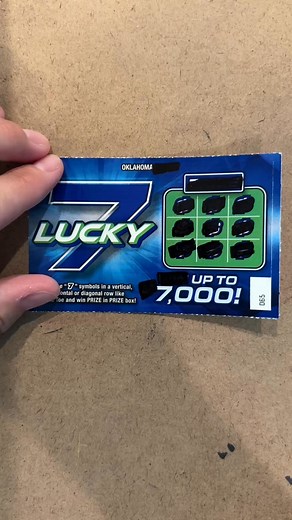 OKLAHOMA
7
LUCKY
UP TO
7,000!
"7" symbols in a vertical,
or diagonal row like
and win PRIZE in PRIZE box!
065